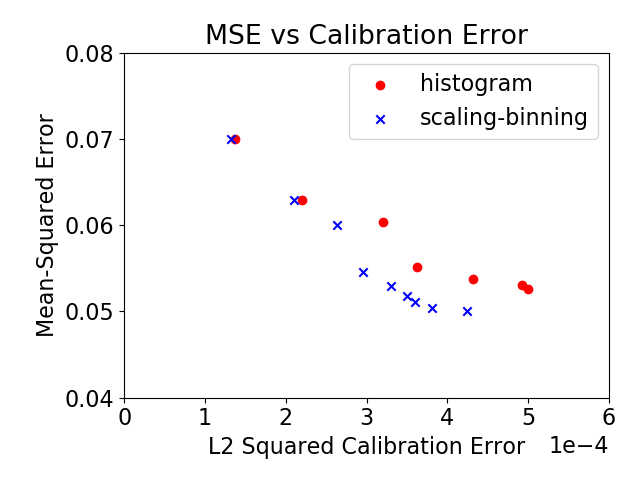 MSE vs Calibration Error
histogram
scaling-binning
Mean-Squared Error
0.08
0.07
0.06
0.05
0.04
0 1 2 3 4 5 6
L2 Squared Calibration Error
1e−4